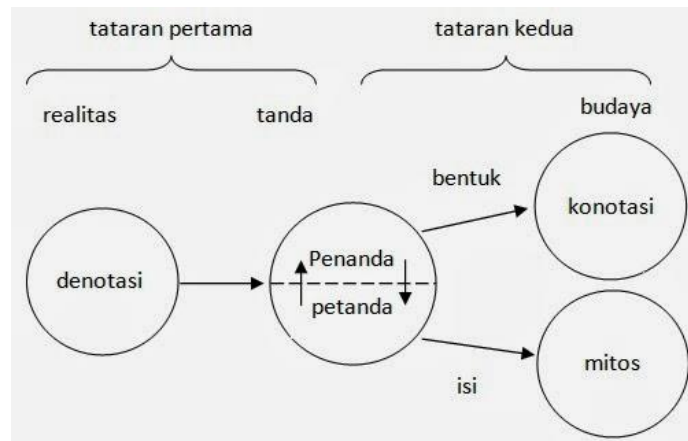 tataran pertama
tataran kedua
realitas
tanda
budaya
bentuk
konotasi
denotasi
Penanda
petanda
isi
mitos